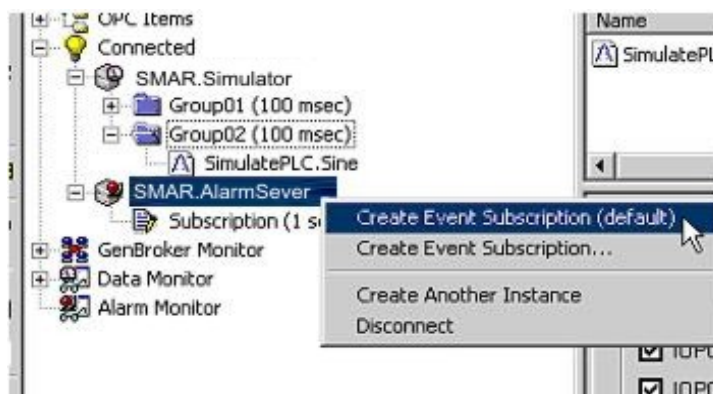 OPC Items
Name
Connected
SMAR.Simulator
Group01 (100 msec)
Group02 (100 msec)
SimulatePLC.Sine
SMAR.AlarmSever
Subscription (1
Create Event Subscription (default)
GenBroker Monitor
Create Event Subscription...
Data Monitor
Create Another Instance
Alarm Monitor
Disconnect